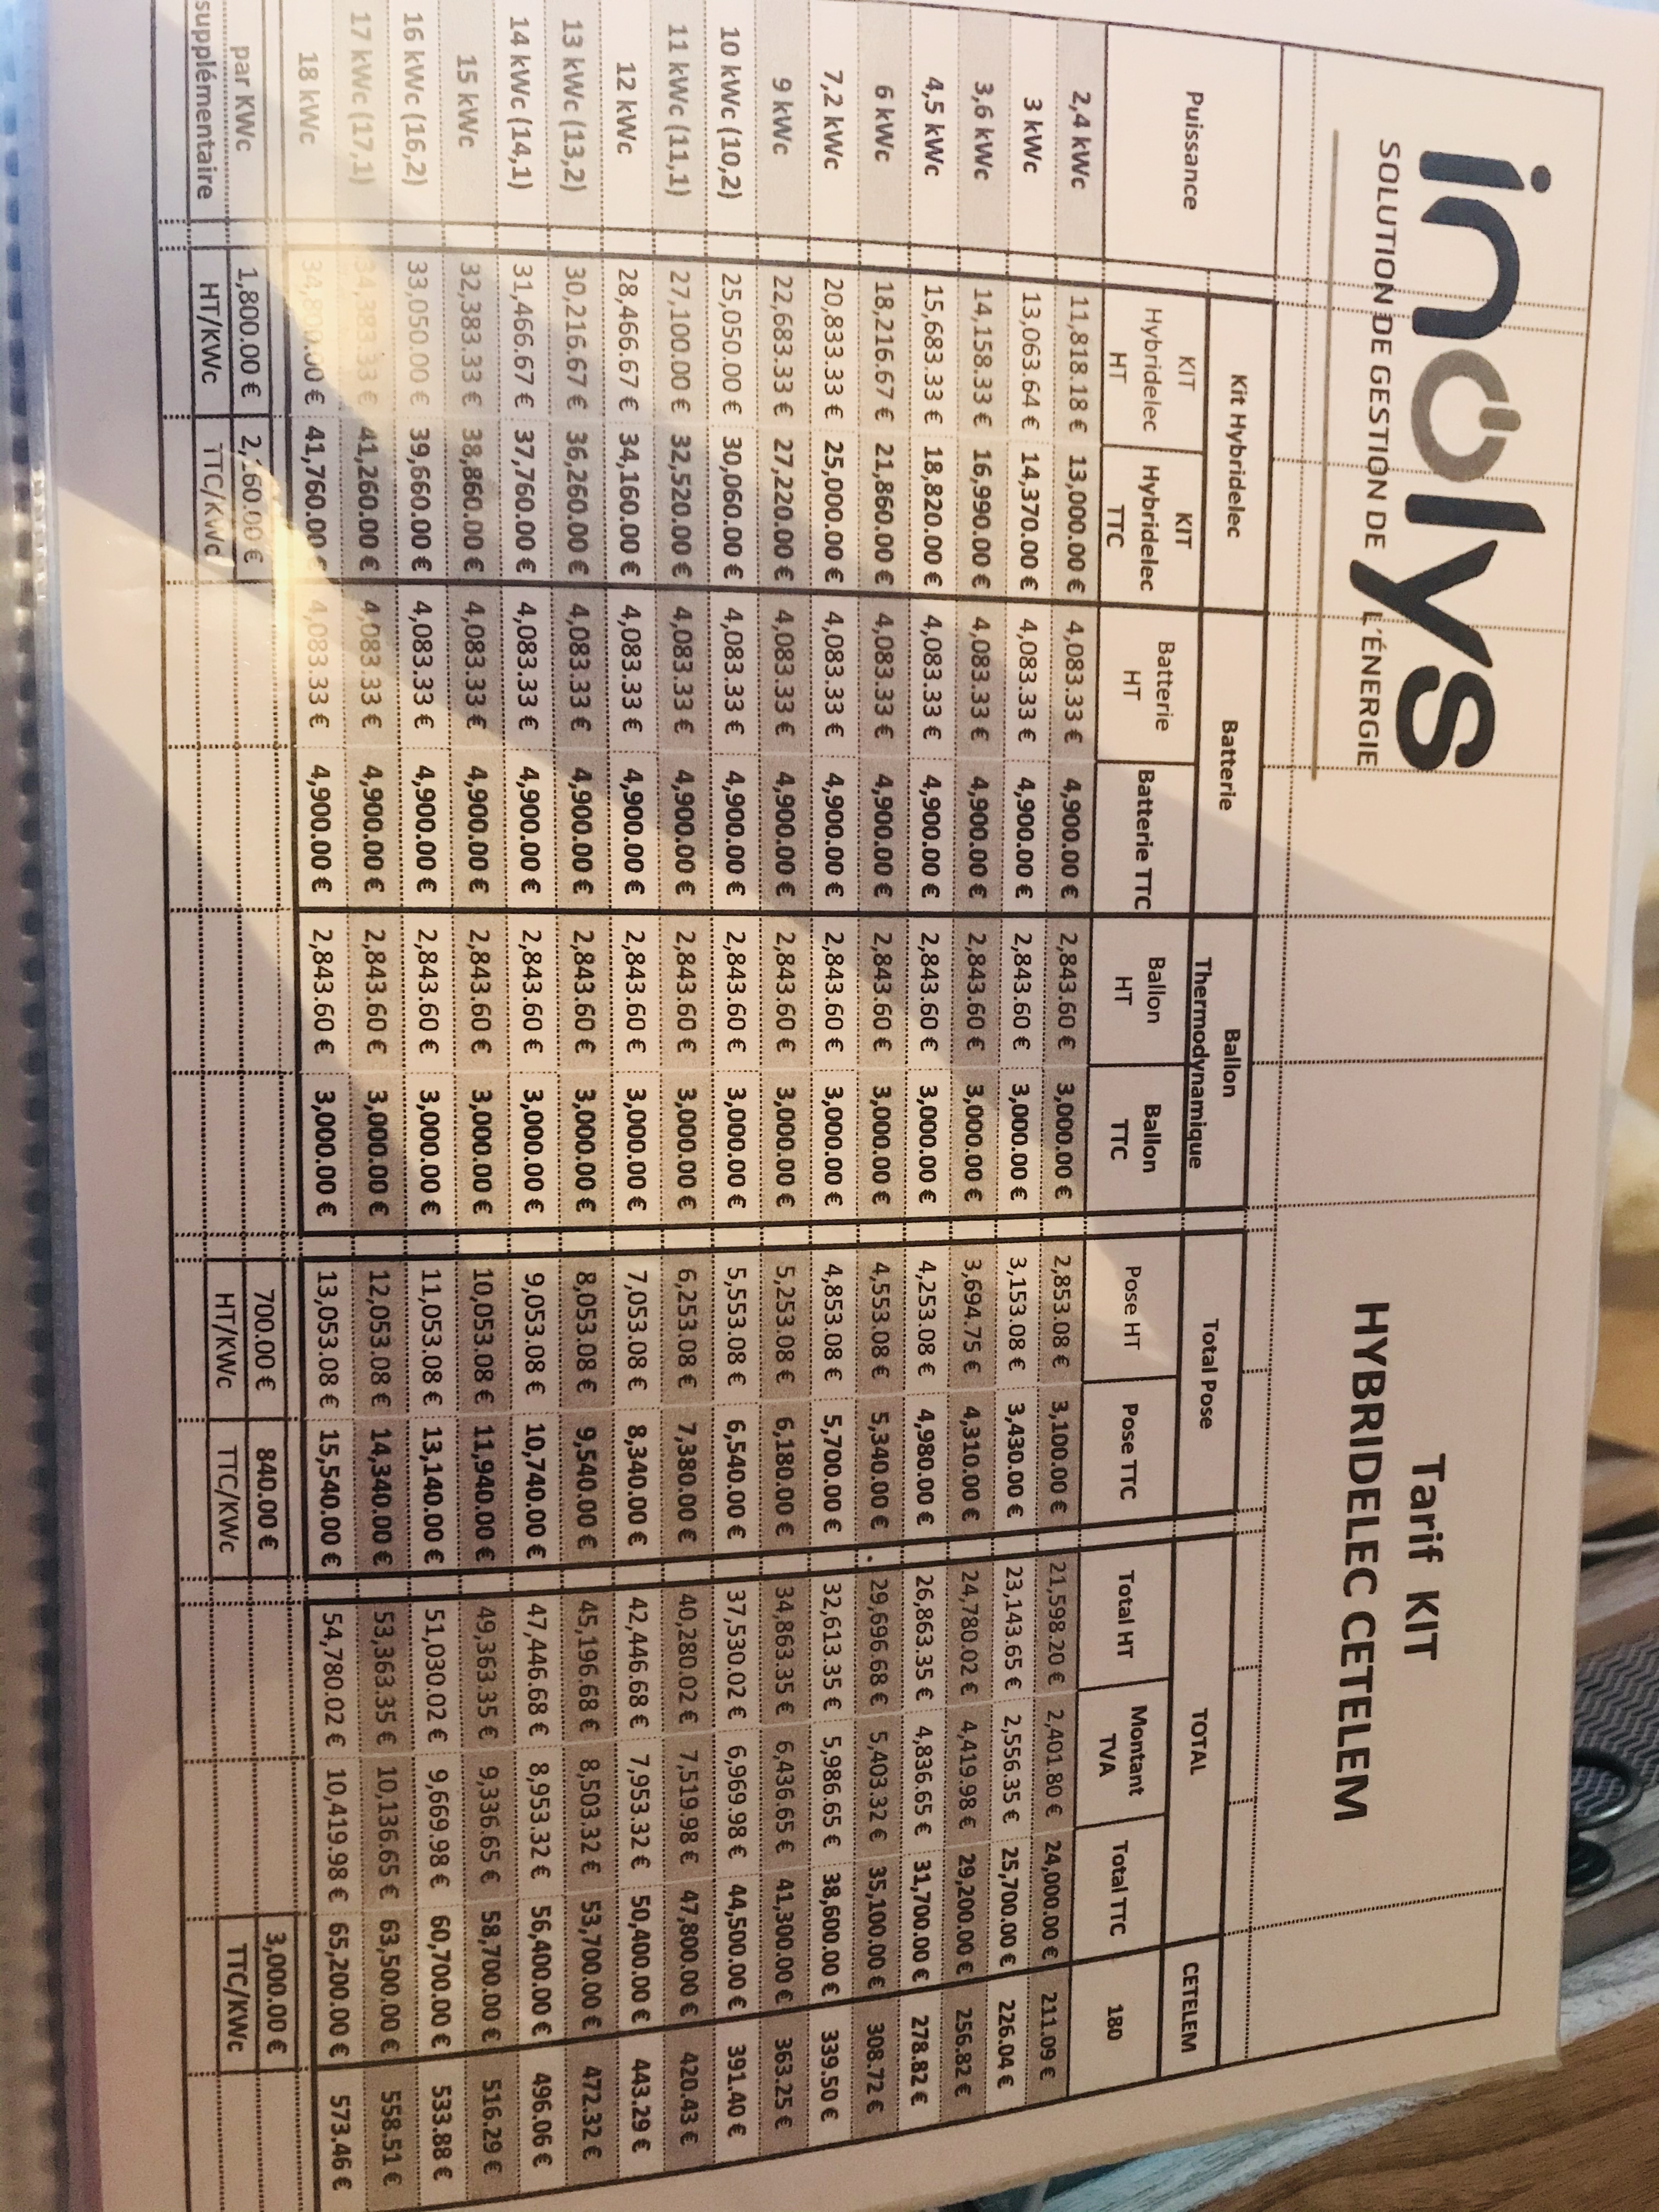 inolys
SOLUTION DE GESTION DE L'ÉNERGIE
Tarif KIT
HYBRIDELEC CETELEM
Puissance Kit Hybridelec Batterie Ballon Thermodynamique Total Pose TOTAL CETELEM
KIT Hybridelec HT KIT Hybridelec TTC Batterie HT Batterie TTC Ballon HT Ballon TTC Pose HT Pose TTC Total HT Montant TVA Total TTC 180
2,4 kWc 11,818.18 € 13,000.00 € 4,083.33 € 4,900.00 € 2,843.60 € 3,000.00 € 2,853.08 € 3,100.00 € 21,598.20 € 2,401.80 € 24,000.00 € 211.09 €
3 kWc 13,063.64 € 14,370.00 € 4,083.33 € 4,900.00 € 2,843.60 € 3,000.00 € 3,153.08 € 3,430.00 € 23,143.65 € 2,556.35 € 25,700.00 € 226.04 €
3,6 kWc 14,158.33 € 16,990.00 € 4,083.33 € 4,900.00 € 2,843.60 € 3,000.00 € 3,694.75 € 4,310.00 € 24,780.02 € 4,419.98 € 29,200.00 € 256.82 €
4,5 kWc 15,683.33 € 18,820.00 € 4,083.33 € 4,900.00 € 2,843.60 € 3,000.00 € 4,253.08 € 4,980.00 € 26,863.35 € 4,836.65 € 31,700.00 € 278.82 €
6 kWc 18,216.67 € 21,860.00 € 4,083.33 € 4,900.00 € 2,843.60 € 3,000.00 € 4,553.08 € 5,340.00 € 29,696.68 € 5,403.32 € 35,100.00 € 308.72 €
7,2 kWc 20,833.33 € 25,000.00 € 4,083.33 € 4,900.00 € 2,843.60 € 3,000.00 € 4,853.08 € 5,700.00 € 32,613.35 € 5,986.65 € 38,600.00 € 339.50 €
9 kWc 22,683.33 € 27,220.00 € 4,083.33 € 4,900.00 € 2,843.60 € 3,000.00 € 5,253.08 € 6,180.00 € 34,863.35 € 6,436.65 € 41,300.00 € 363.25 €
10 kWc (10,2) 25,050.00 € 30,060.00 € 4,083.33 € 4,900.00 € 2,843.60 € 3,000.00 € 5,553.08 € 6,540.00 € 37,530.02 € 6,969.98 € 44,500.00 € 391.40 €
11 kWc (11,1) 27,100.00 € 32,520.00 € 4,083.33 € 4,900.00 € 2,843.60 € 3,000.00 € 6,253.08 € 7,380.00 € 40,280.02 € 7,519.98 € 47,800.00 € 420.43 €
12 kWc 28,466.67 € 34,160.00 € 4,083.33 € 4,900.00 € 2,843.60 € 3,000.00 € 7,053.08 € 8,340.00 € 42,446.68 € 7,953.32 € 50,400.00 € 443.29 €
13 kWc (13,2) 30,216.67 € 36,260.00 € 4,083.33 € 4,900.00 € 2,843.60 € 3,000.00 € 8,053.08 € 9,540.00 € 45,196.68 € 8,503.32 € 53,700.00 € 472.32 €
14 kWc (14,1) 31,466.67 € 37,760.00 € 4,083.33 € 4,900.00 € 2,843.60 € 3,000.00 € 9,053.08 € 10,740.00 € 47,446.68 € 8,953.32 € 56,400.00 € 496.06 €
15 kWc 32,383.33 € 38,860.00 € 4,083.33 € 4,900.00 € 2,843.60 € 3,000.00 € 10,053.08 € 11,940.00 € 49,363.35 € 9,336.65 € 58,700.00 € 516.29 €
16 kWc (16,2) 33,050.00 € 39,660.00 € 4,083.33 € 4,900.00 € 2,843.60 € 3,000.00 € 11,053.08 € 13,140.00 € 51,030.02 € 9,669.98 € 60,700.00 € 533.88 €
17 kWc (17,1) 34,383.33 € 41,260.00 € 4,083.33 € 4,900.00 € 2,843.60 € 3,000.00 € 12,053.08 € 14,340.00 € 53,363.35 € 10,136.65 € 63,500.00 € 558.51 €
18 kWc 34,800.00 € 41,760.00 € 4,083.33 € 4,900.00 € 2,843.60 € 3,000.00 € 13,053.08 € 15,540.00 € 54,780.02 € 10,419.98 € 65,200.00 € 573.46 €
par KWc 1,800.00 € 2,160.00 € 700.00 € 840.00 € 3,000.00 €
supplémentaire HT/KWc TTC/KWc HT/KWc TTC/KWc TTC/KWc